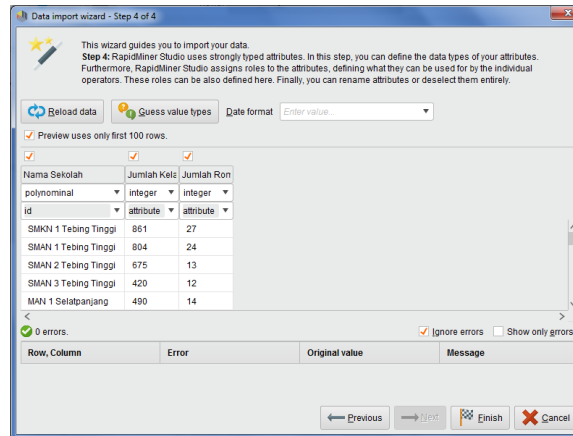 Data import wizard - Step 4 of 4
This wizard guides you to import your data.
Step 4: RapidMiner Studio uses strongly typed attributes. In this step, you can define the data types of your attributes.
Furthermore, RapidMiner Studio assigns roles to the attributes, defining what they can be used for by the individual
operators. These roles can be also defined here. Finally, you can rename attributes or deselect them entirely.
Reload data Guess value types Date format Enter value...
Preview uses only first 100 rows.
Nama Sekolah Jumlah Kela Jumlah Rom
polynominal integer integer
id attribute attribute
SMKN 1 Tebing Tinggi 861 27
SMAN 1 Tebing Tinggi 804 24
SMAN 2 Tebing Tinggi 675 13
SMAN 3 Tebing Tinggi 420 12
MAN 1 Selatpanjang 490 14
0 errors. Ignore errors Show only errors
Row, Column Error Original value Message
Previous Next Finish Cancel